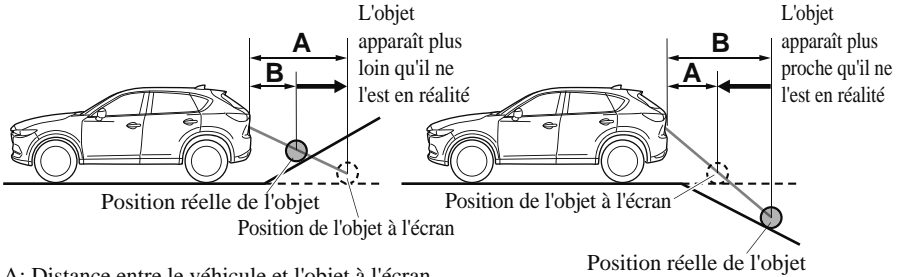 L'objet
apparaît plus
loin qu'il ne
l'est en réalité
A
B
Position réelle de l'objet
Position de l'objet à l'écran
L'objet
apparaît plus
proche qu'il ne
l'est en réalité
B
A
Position de l'objet à l'écran
Position réelle de l'objet
A: Distance entre le véhicule et l'objet à l'écran